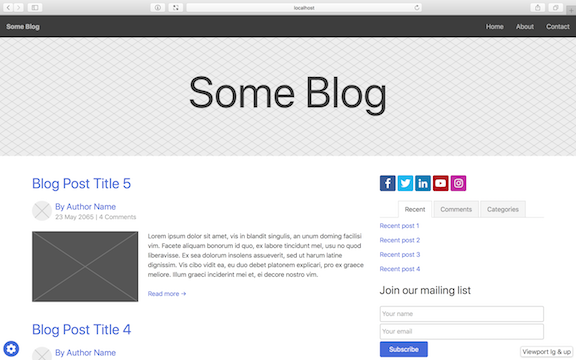 localhost
Some Blog
Home
About
Contact
Some Blog
Blog Post Title 5
By Author Name
23 May 2065 | 4 Comments
Lorem ipsum dolor sit amet, vis in blandit singulis, an unum doming facilisi
vim. Facete aliquam bonorum id quo, ex labore tincidunt mel, usu no quod
liberavisse. Ex sea dolorum insolens assueverit, sed ut harum latine
dignissim. Vis cibo vidit ea, eu duo debet platonem explicari, pro ex graece
meliore. Illum graeci inciderint mei et, ei decore nostro vim.
Read more →
Blog Post Title 4
By Author Name
Recent
Comments
Categories
Recent post 1
Recent post 2
Recent post 3
Recent post 4
Join our mailing list
Your name
Your email
Subscribe
Viewport lg & up